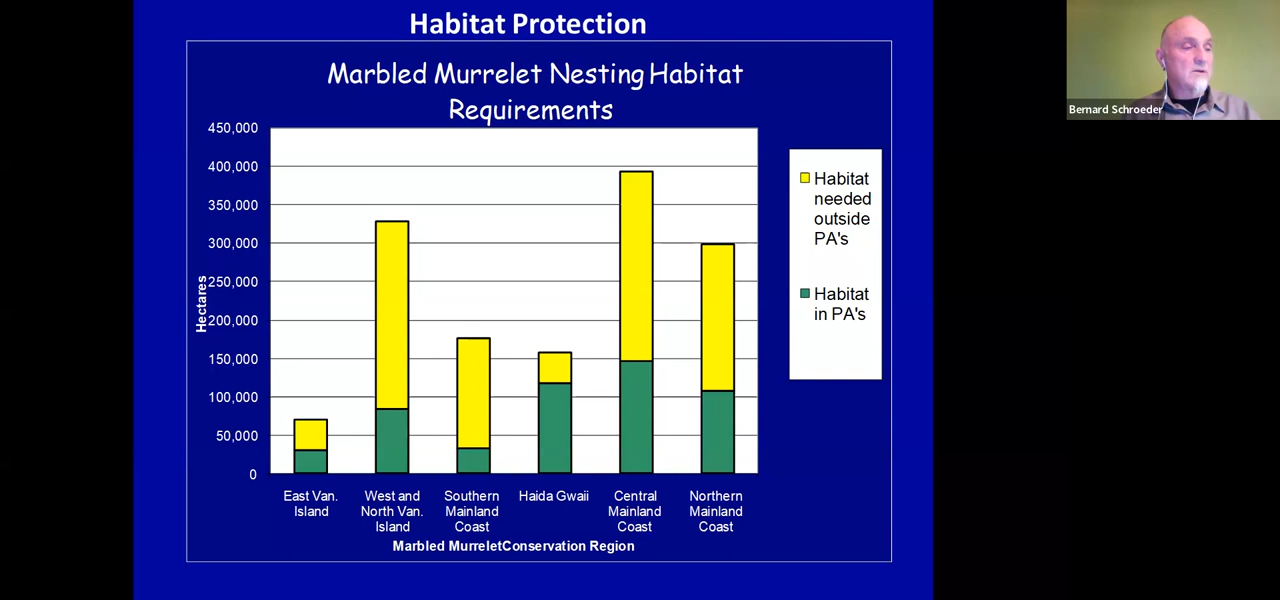 Habitat Protection
Marbled Murrelet Nesting Habitat
Requirements
450,000
400,000
350,000
300,000
250,000
200,000
150,000
100,000
50,000
0
Hectares
East Van.
Island
West and
North Van.
Island
Southern
Mainland
Coast
Haida Gwaii
Central
Mainland
Coast
Northern
Mainland
Coast
Marbled MurreletConservation Region
Habitat
needed
outside
PA's
Habitat
in PA's
Bernard Schroeder